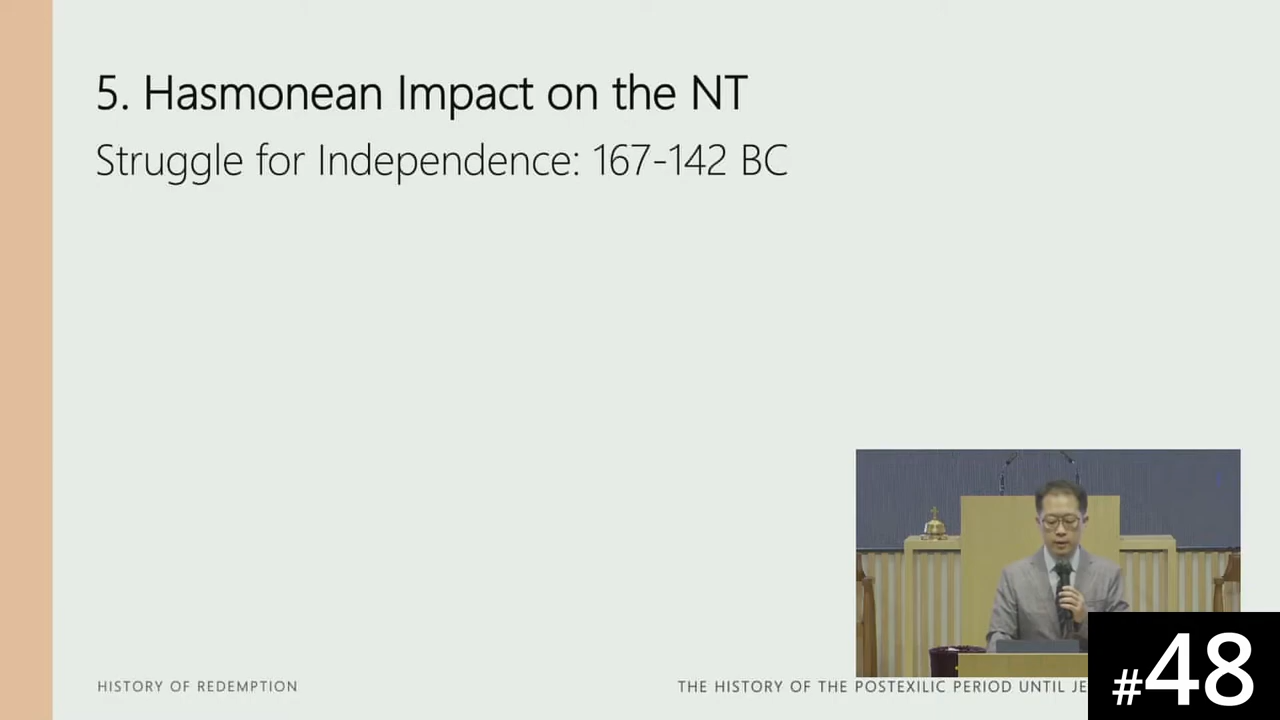 5. Hasmonean Impact on the NT
Struggle for Independence: 167-142 BC
HISTORY OF REDEMPTION
THE HISTORY OF THE POSTEXILIC PERIOD UNTIL JE
#48